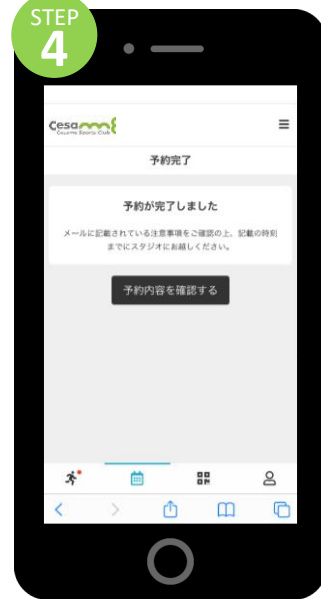 STEP
4
Cesame
Cesame Sports Club
予約完了
予約が完了しました
メールに記載されている注意事項をご確認の上、記載の時刻
までにスタジオにお越しください。
予約内容を確認する